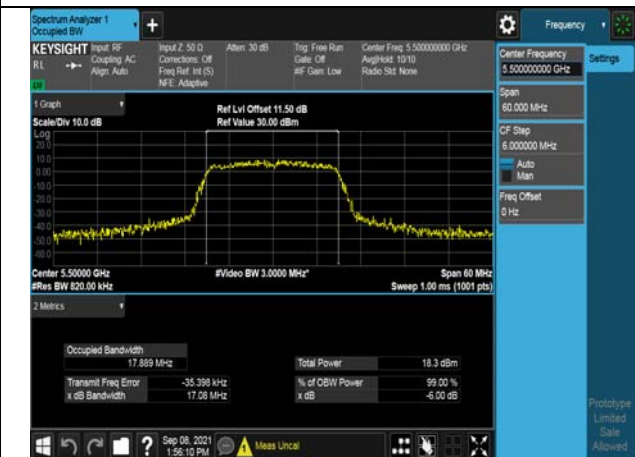 Spectrum Analyzer 1
Occupied BW
Frequency
KEYSIGHT
Input: RF
Input Z: 50 Ω
Atten: 30 dB
Trig: Free Run
Center Freq: 5.500000000 GHz
RL
Coupling: AC
Corrections: Off
Gate: Off
Avg|Hold: 10/10
Align: Auto
Freq Ref: Int (S)
#IF Gain: Low
Radio Std: None
NFE: Adaptive
Center Frequency
5.500000000 GHz
Settings
Span
60.000 MHz
CF Step
6.000000 MHz
Auto
Man
Freq Offset
0 Hz
1 Graph
Ref Lvl Offset 11.50 dB
Scale/Div 10.0 dB
Ref Value 30.00 dBm
Log
20.0
10.0
0.00
-10.0
-20.0
-30.0
-40.0
-50.0
-60.0
Center 5.50000 GHz
#Video BW 3.0000 MHz*
Span 60 MHz
#Res BW 820.00 kHz
Sweep 1.00 ms (1001 pts)
2 Metrics
Occupied Bandwidth
17.889 MHz
Total Power
18.3 dBm
Transmit Freq Error
-35.398 kHz
% of OBW Power
99.00 %
x dB Bandwidth
17.08 MHz
x dB
-6.00 dB
Prototype
Limited
Sale
Allowed
Sep 08, 2021
1:56:10 PM
Meas Uncal